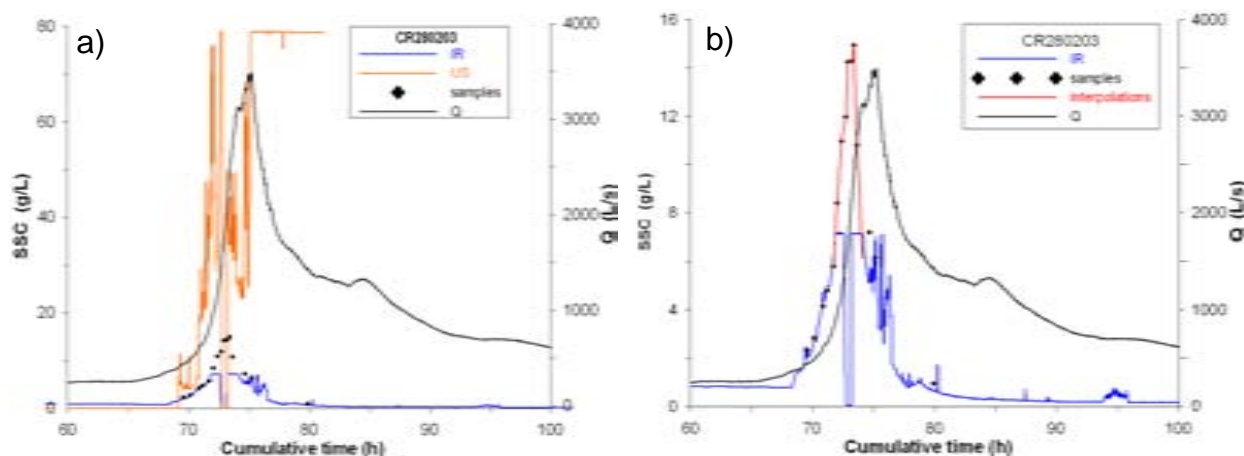 a)
80
60
40
20
0
SSC (g/L)
CR280203
IR
US
samples
Q
4000
3000
2000
1000
0
Q (L/s)
60 70 80 90 100
Cumulative time (h)
b)
16
12
8
4
0
SSC (g/L)
CR280203
IR
samples
interpolations
Q
4000
3000
2000
1000
0
Q (L/s)
60 70 80 90 100
Cumulative time (h)